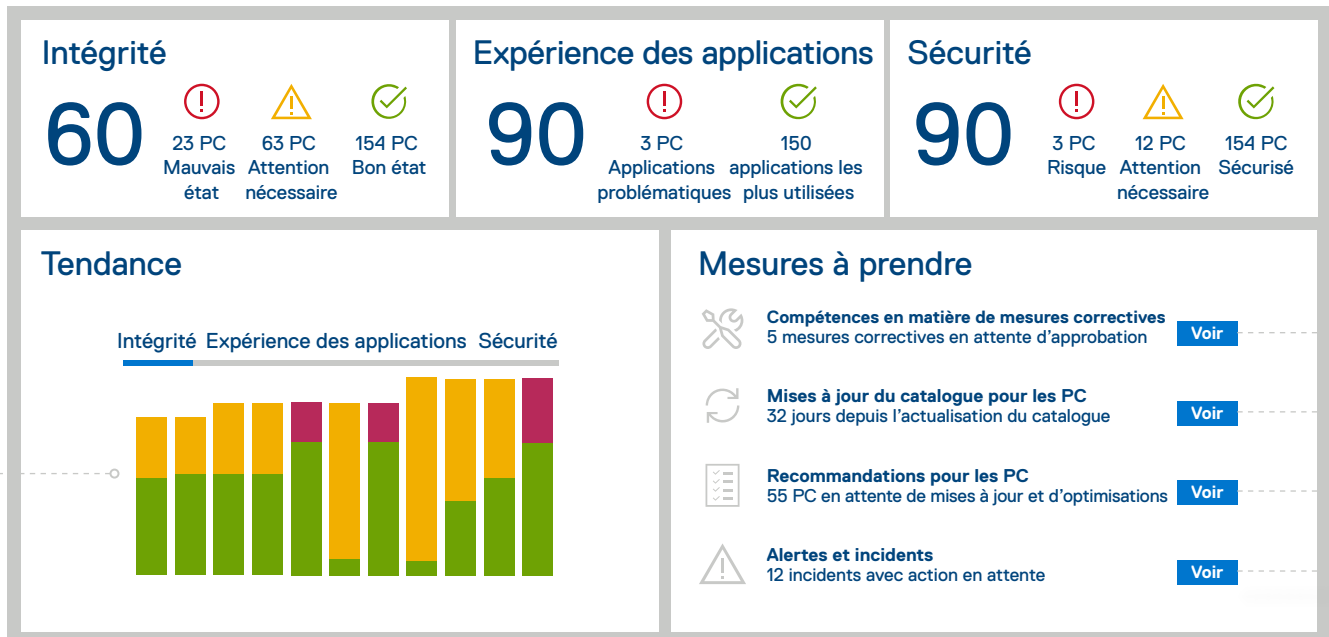 Intégrité
60
23 PC
Mauvais
état
63 PC
Attention
nécessaire
154 PC
Bon état
Expérience des applications
90
3 PC
Applications
problématiques
150
applications les
plus utilisées
Sécurité
90
3 PC
Risque
12 PC
Attention
nécessaire
154 PC
Sécurisé
Tendance
Intégrité Expérience des applications Sécurité
Mesures à prendre
Compétences en matière de mesures correctives
5 mesures correctives en attente d’approbation
Voir
Mises à jour du catalogue pour les PC
32 jours depuis l’actualisation du catalogue
Voir
Recommandations pour les PC
55 PC en attente de mises à jour et d’optimisations
Voir
Alertes et incidents
12 incidents avec action en attente
Voir